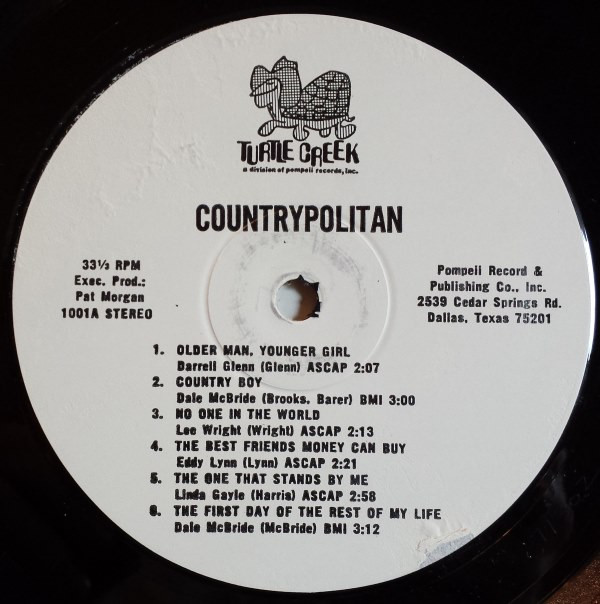 TURTLE CREEK
a division of pompeii records, inc.
COUNTRYPOLITAN
33⅓ RPM
Exec. Prod.:
Pat Morgan
1001A STEREO
Pompeii Record &
Publishing Co., Inc.
2539 Cedar Springs Rd.
Dallas, Texas 75201
1. OLDER MAN, YOUNGER GIRL
Darrell Glenn (Glenn) ASCAP 2:07
2. COUNTRY BOY
Dale McBride (Brooks, Barer) BMI 3:00
3. NO ONE IN THE WORLD
Lee Wright (Wright) ASCAP 2:13
4. THE BEST FRIENDS MONEY CAN BUY
Eddy Lynn (Lynn) ASCAP 2:21
5. THE ONE THAT STANDS BY ME
Linda Gayle (Harris) ASCAP 2:58
6. THE FIRST DAY OF THE REST OF MY LIFE
Dale McBride (McBride) BMI 3:12